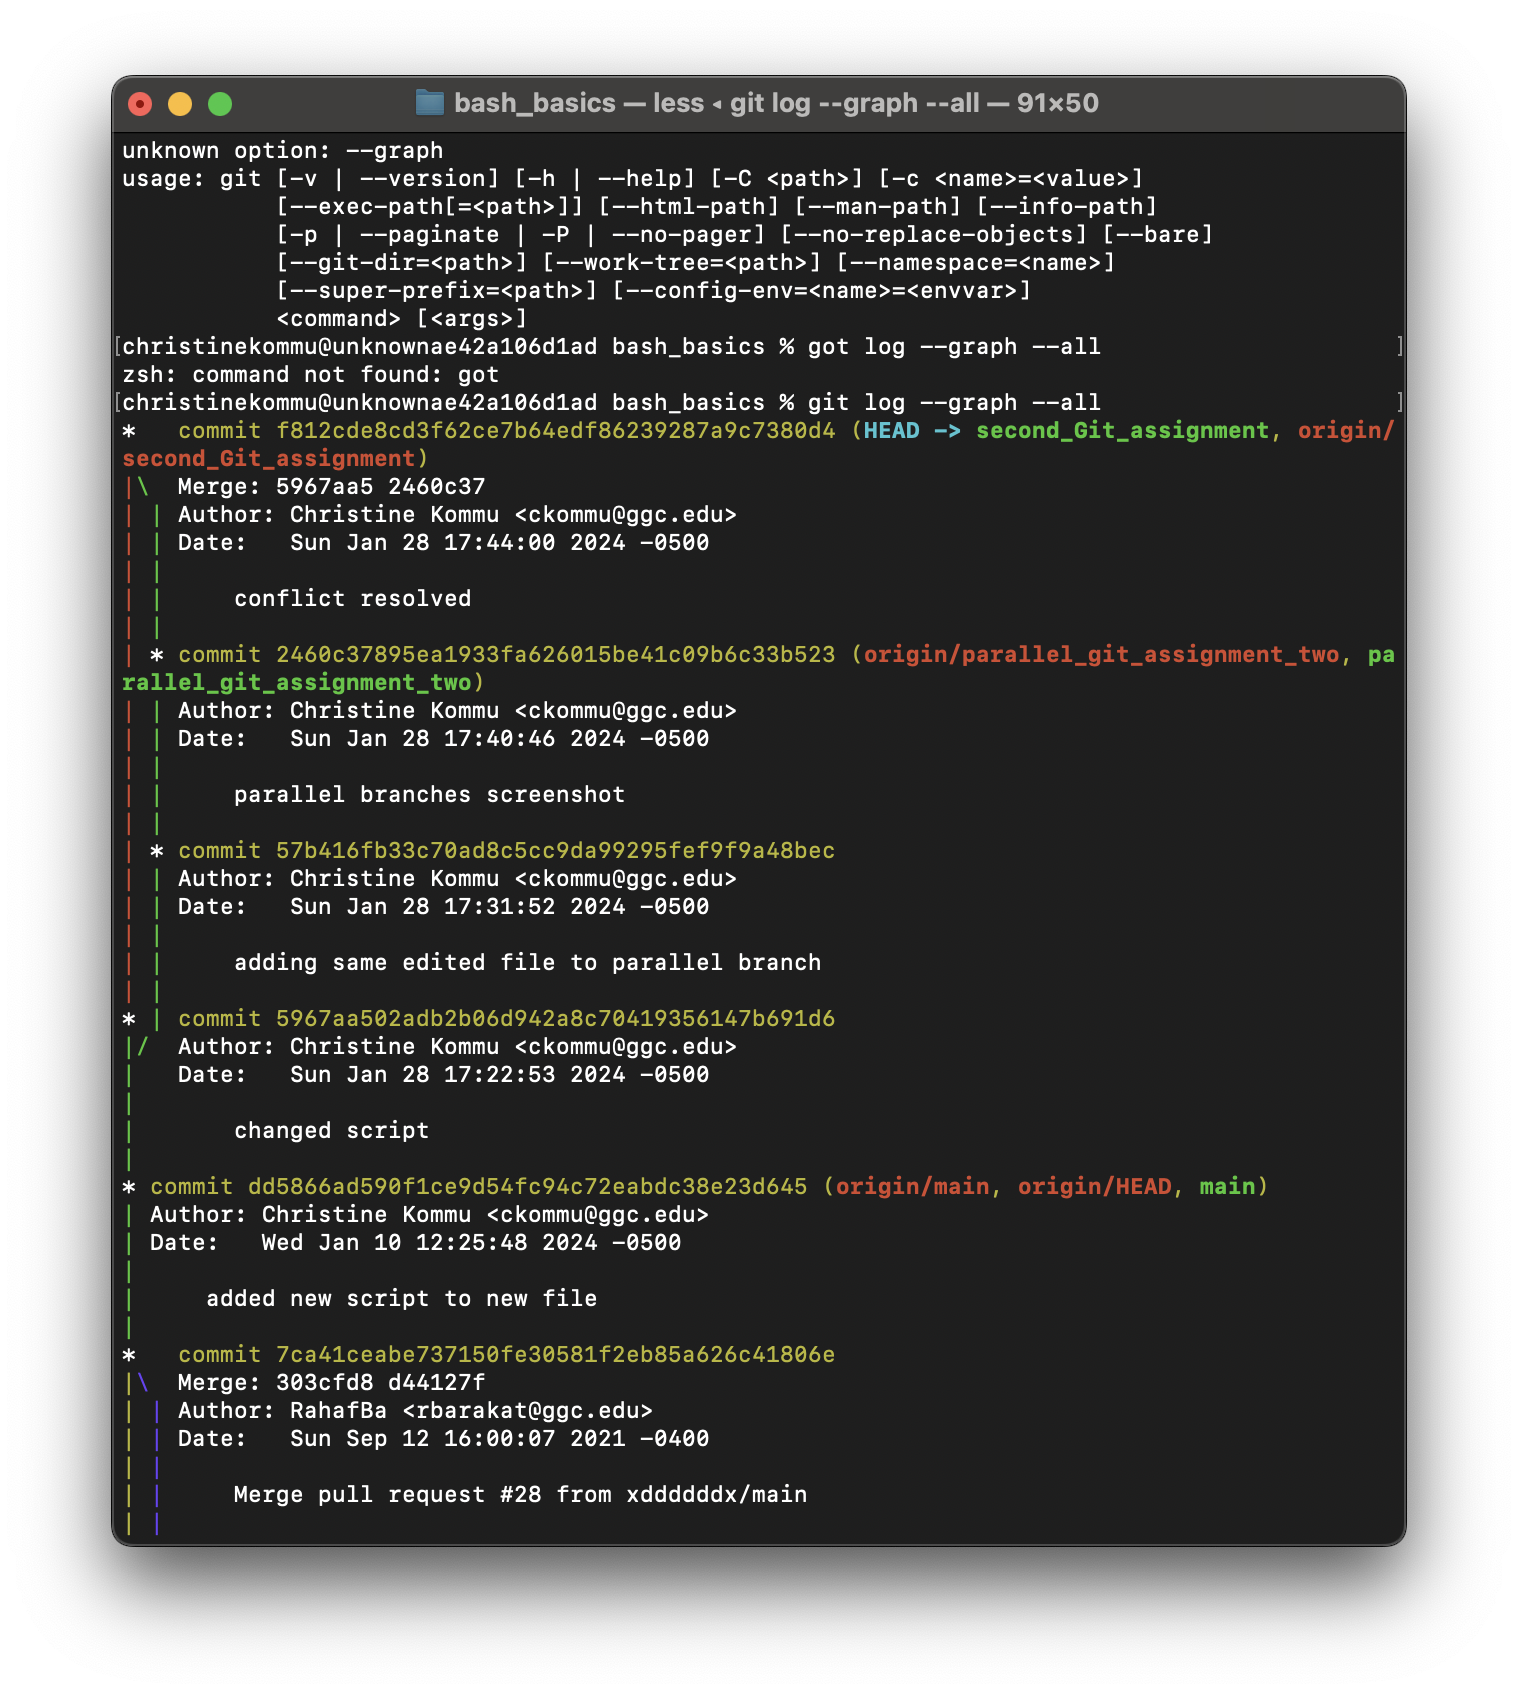 bash_basics — less ◂ git log --graph --all — 91×50
unknown option: --graph
usage: git [-v | --version] [-h | --help] [-C <path>] [-c <name>=<value>]
           [--exec-path[=<path>]] [--html-path] [--man-path] [--info-path]
           [-p | --paginate | -P | --no-pager] [--no-replace-objects] [--bare]
           [--git-dir=<path>] [--work-tree=<path>] [--namespace=<name>]
           [--super-prefix=<path>] [--config-env=<name>=<envvar>]
           <command> [<args>]
[christinekommu@unknownae42a106d1ad bash_basics % got log --graph --all ]
zsh: command not found: got
[christinekommu@unknownae42a106d1ad bash_basics % git log --graph --all ]
*   commit f812cde8cd3f62ce7b64edf86239287a9c7380d4 (HEAD -> second_Git_assignment, origin/
second_Git_assignment)
|\  Merge: 5967aa5 2460c37
| | Author: Christine Kommu <ckommu@ggc.edu>
| | Date:   Sun Jan 28 17:44:00 2024 -0500
| |
| |     conflict resolved
| |
| * commit 2460c37895ea1933fa626015be41c09b6c33b523 (origin/parallel_git_assignment_two, pa
rallel_git_assignment_two)
| | Author: Christine Kommu <ckommu@ggc.edu>
| | Date:   Sun Jan 28 17:40:46 2024 -0500
| |
| |     parallel branches screenshot
| |
| * commit 57b416fb33c70ad8c5cc9da99295fef9f9a48bec
| | Author: Christine Kommu <ckommu@ggc.edu>
| | Date:   Sun Jan 28 17:31:52 2024 -0500
| |
| |     adding same edited file to parallel branch
| |
* | commit 5967aa502adb2b06d942a8c70419356147b691d6
|/  Author: Christine Kommu <ckommu@ggc.edu>
|   Date:   Sun Jan 28 17:22:53 2024 -0500
|
|       changed script
|
* commit dd5866ad590f1ce9d54fc94c72eabdc38e23d645 (origin/main, origin/HEAD, main)
| Author: Christine Kommu <ckommu@ggc.edu>
| Date:   Wed Jan 10 12:25:48 2024 -0500
|
|     added new script to new file
|
*   commit 7ca41ceabe737150fe30581f2eb85a626c41806e
|\  Merge: 303cfd8 d44127f
| | Author: RahafBa <rbarakat@ggc.edu>
| | Date:   Sun Sep 12 16:00:07 2021 -0400
| |
| |     Merge pull request #28 from xddddddx/main
| |